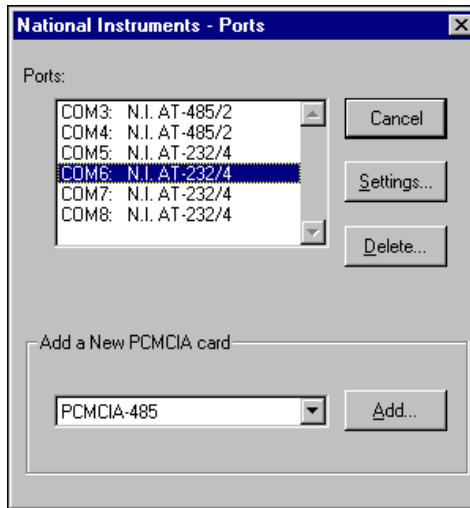 National Instruments - Ports
Ports:
COM3: N.I. AT-485/2
COM4: N.I. AT-485/2
COM5: N.I. AT-232/4
COM6: N.I. AT-232/4
COM7: N.I. AT-232/4
COM8: N.I. AT-232/4
Cancel
Settings...
Delete...
Add a New PCMCIA card
PCMCIA-485
Add...